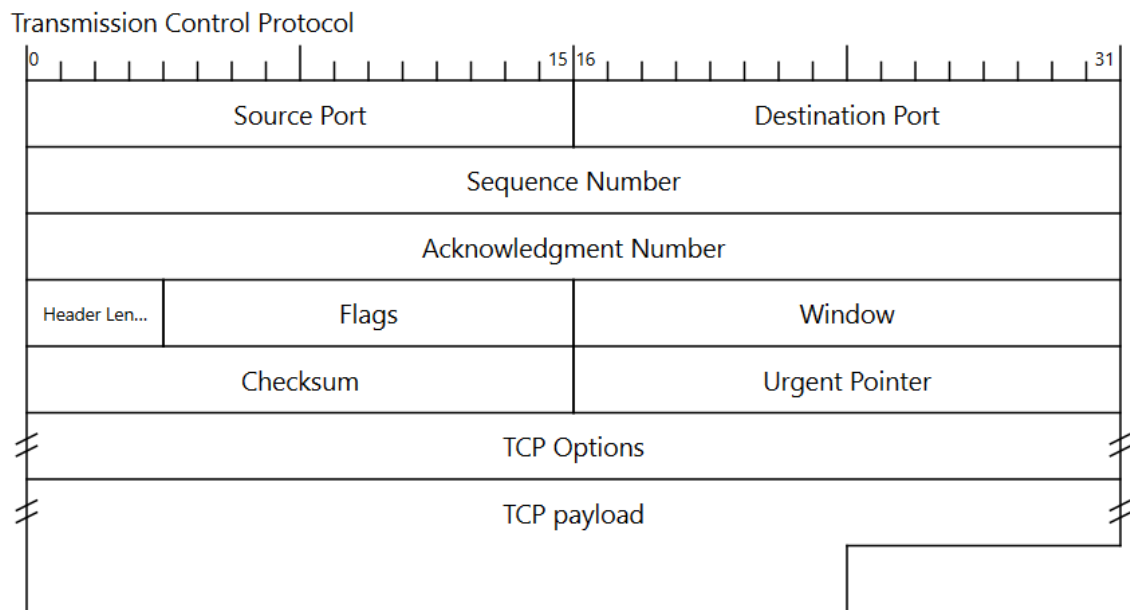 Transmission Control Protocol
0 15 16 31
Source Port Destination Port
Sequence Number
Acknowledgment Number
Header Len... Flags Window
Checksum Urgent Pointer
TCP Options
TCP payload